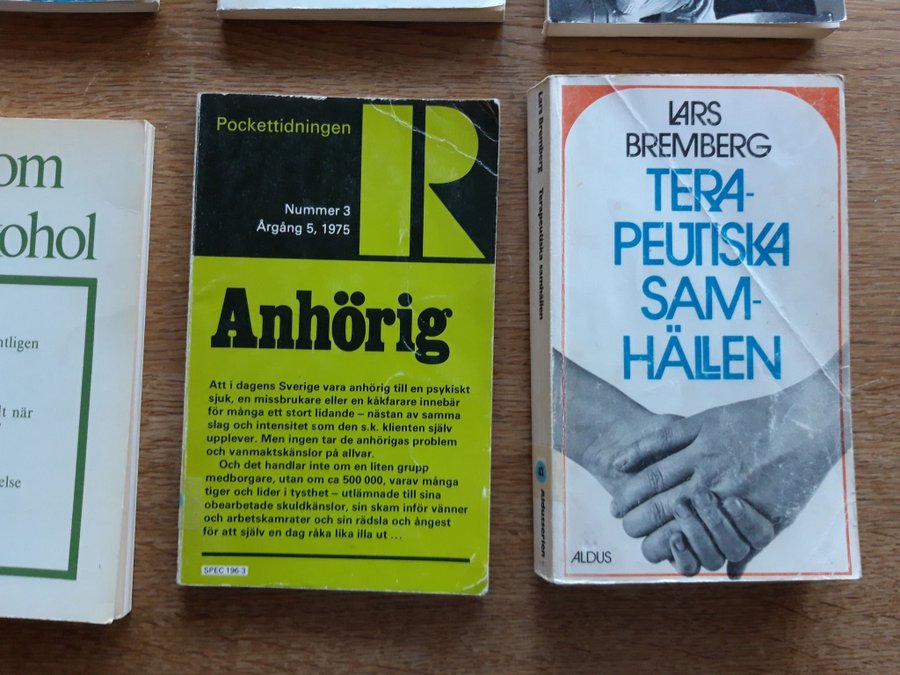 om
kohol
ntligen
lt när
else
Pockettidningen
R
Nummer 3
Årgång 5, 1975
Anhörig
Att i dagens Sverige vara anhörig till en psykiskt
sjuk, en missbrukare eller en kåkfarare innebär
för många ett stort lidande – nästan av samma
slag och intensitet som den s.k. klienten själv
upplever. Men ingen tar de anhörigas problem
och vanmaktskänslor på allvar.
Och det handlar inte om en liten grupp
medborgare, utan om ca 500 000, varav många
tiger och lider i tysthet – utlämnade till sina
obearbetade skuldkänslor, sin skam inför vänner
och arbetskamrater och sin rädsla och ångest
för att själv en dag råka lika illa ut ...
SPEC 196-3
Lars Bremberg Terapeutiska samhällen
Aldusserien
LARS
BREMBERG
TERA-
PEUTISKA
SAM-
HÄLLEN
ALDUS